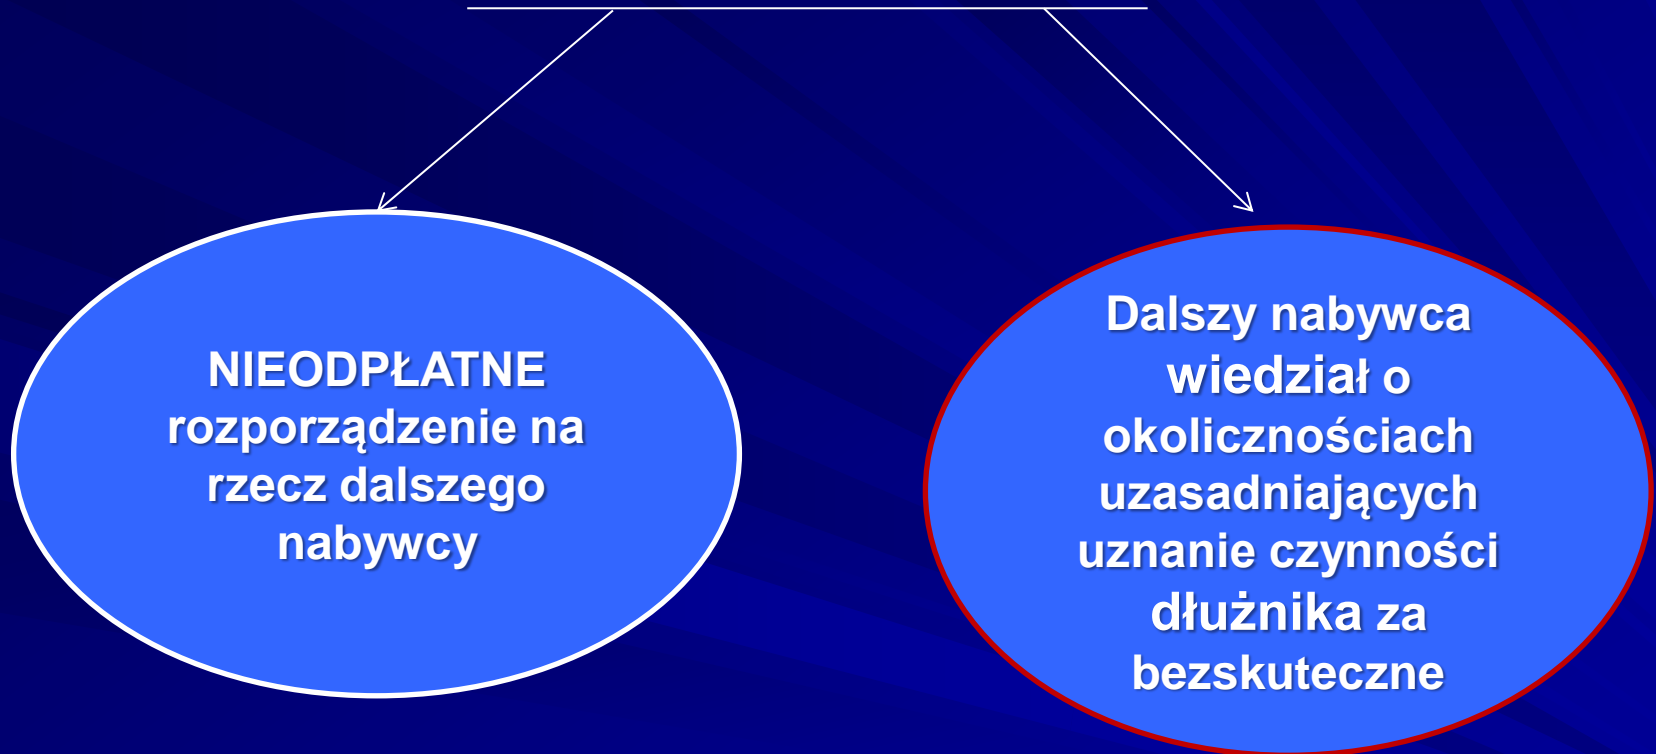 NIEODPŁATNE
rozporządzenie na
rzecz dalszego
nabywcy
Dalszy nabywca
wiedział o
okolicznościach
uzasadniających
uznanie czynności
dłużnika za
bezskuteczne